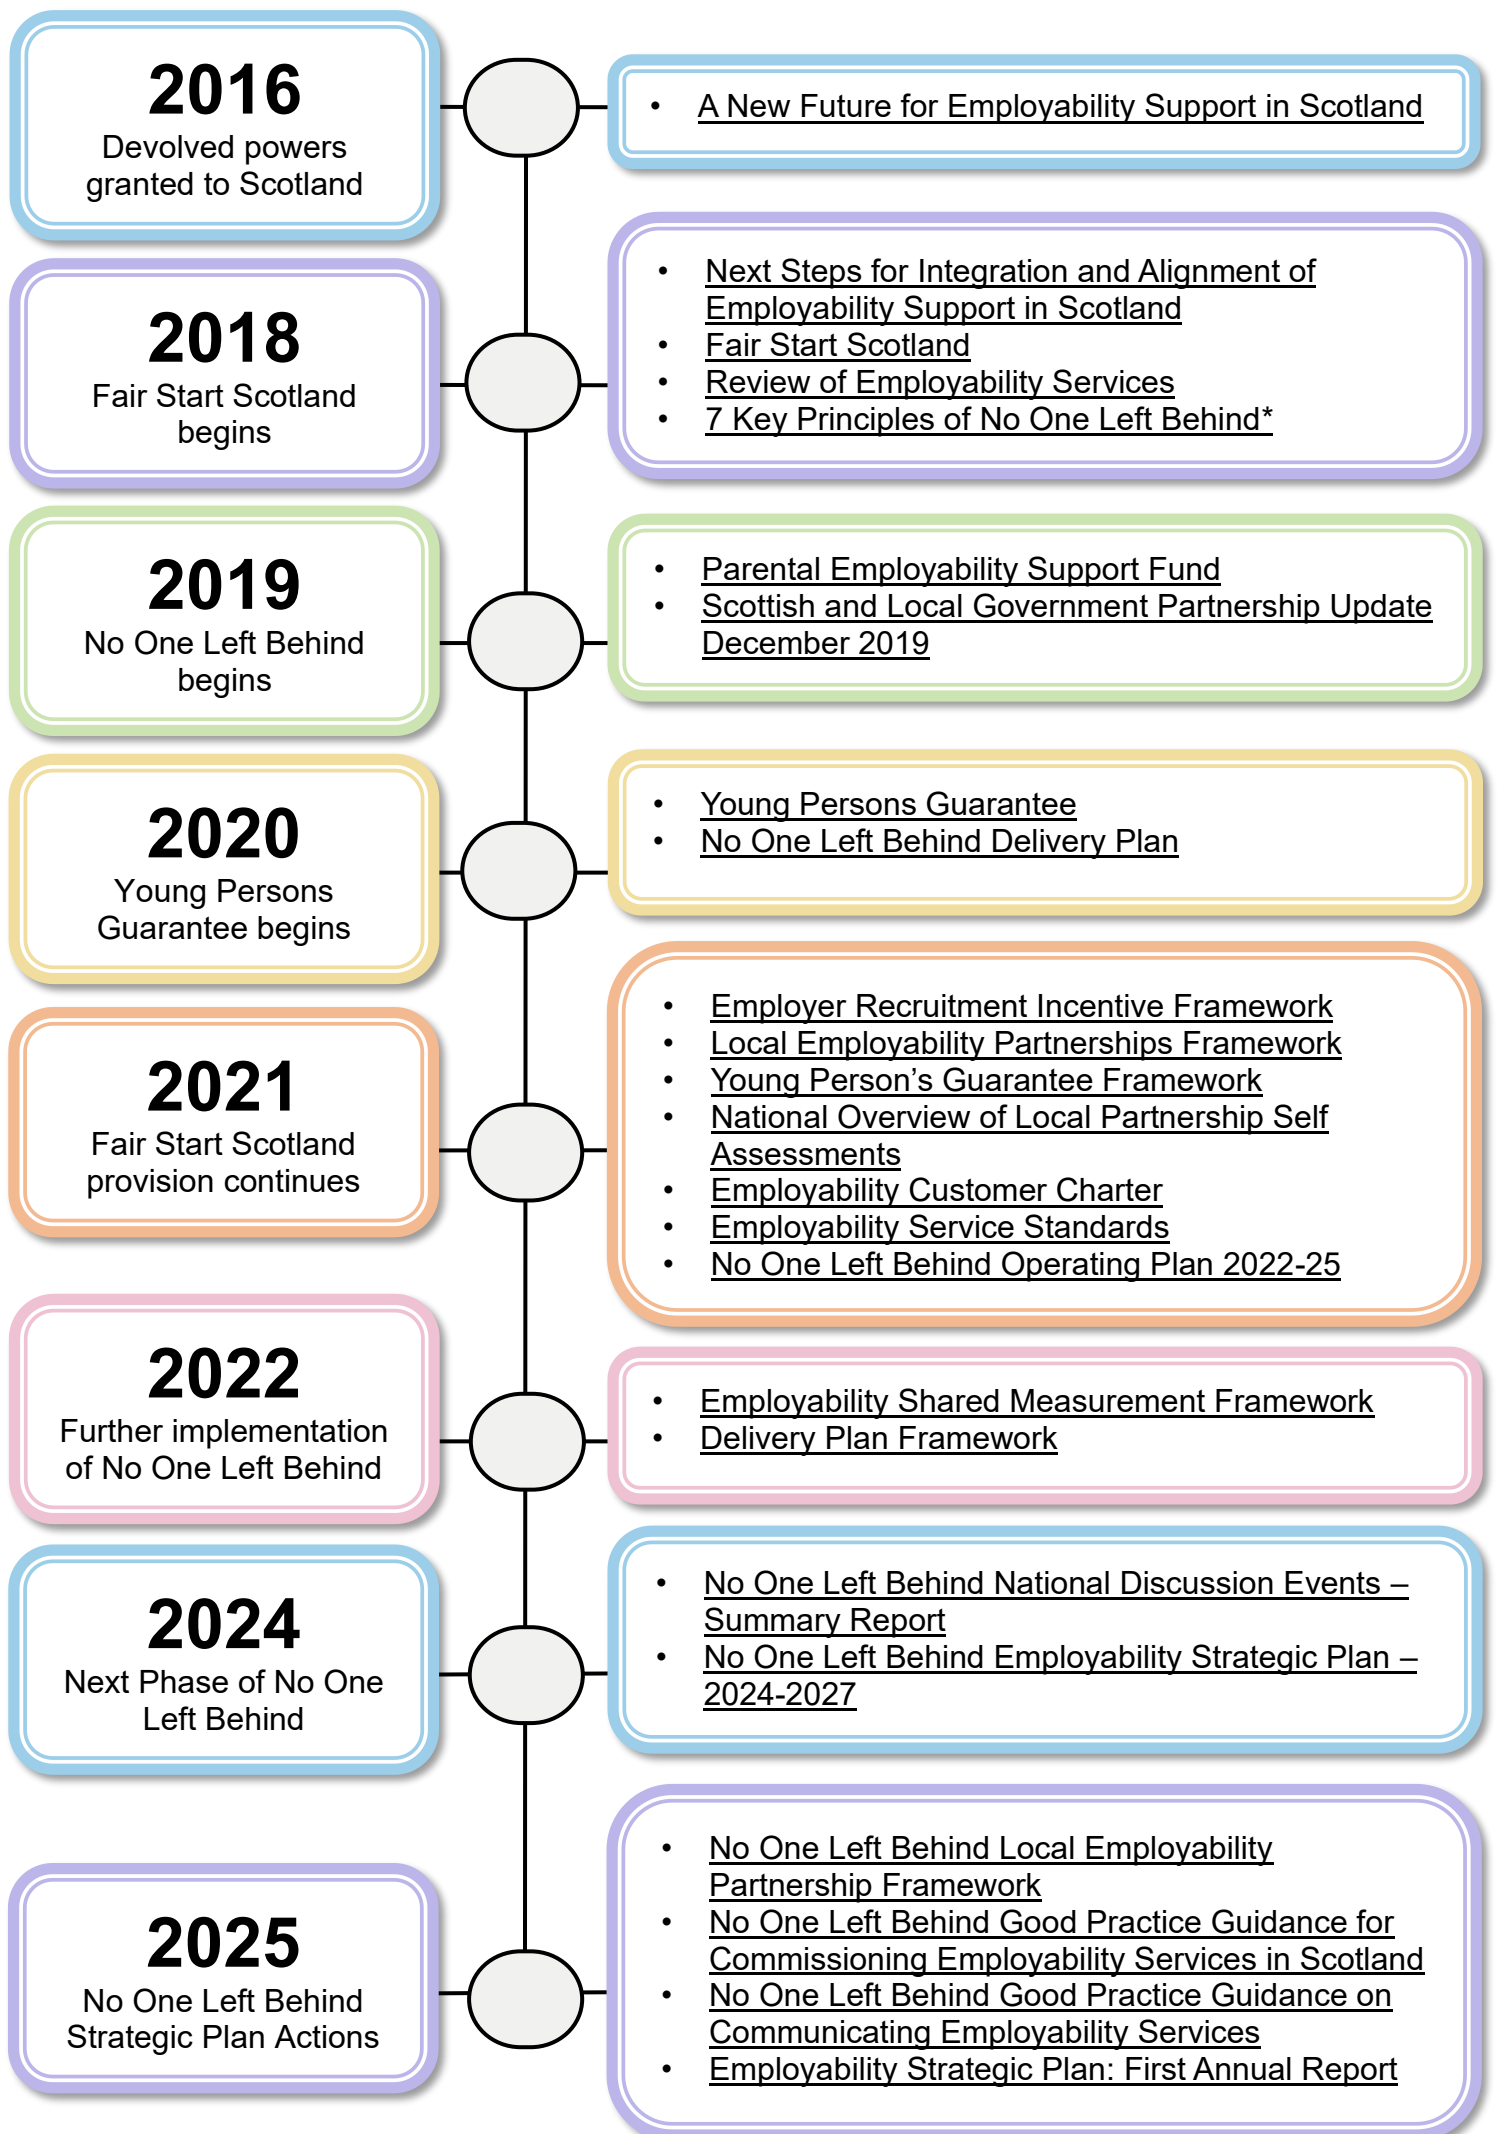 2016
Devolved powers
granted to Scotland
• A New Future for Employability Support in Scotland
2018
Fair Start Scotland
begins
• Next Steps for Integration and Alignment of
Employability Support in Scotland
• Fair Start Scotland
• Review of Employability Services
• 7 Key Principles of No One Left Behind*
2019
No One Left Behind
begins
• Parental Employability Support Fund
• Scottish and Local Government Partnership Update
December 2019
2020
Young Persons
Guarantee begins
• Young Persons Guarantee
• No One Left Behind Delivery Plan
2021
Fair Start Scotland
provision continues
• Employer Recruitment Incentive Framework
• Local Employability Partnerships Framework
• Young Person’s Guarantee Framework
• National Overview of Local Partnership Self
Assessments
• Employability Customer Charter
• Employability Service Standards
• No One Left Behind Operating Plan 2022-25
2022
Further implementation
of No One Left Behind
• Employability Shared Measurement Framework
• Delivery Plan Framework
2024
Next Phase of No One
Left Behind
• No One Left Behind National Discussion Events –
Summary Report
• No One Left Behind Employability Strategic Plan –
2024-2027
2025
No One Left Behind
Strategic Plan Actions
• No One Left Behind Local Employability
Partnership Framework
• No One Left Behind Good Practice Guidance for
Commissioning Employability Services in Scotland
• No One Left Behind Good Practice Guidance on
Communicating Employability Services
• Employability Strategic Plan: First Annual Report